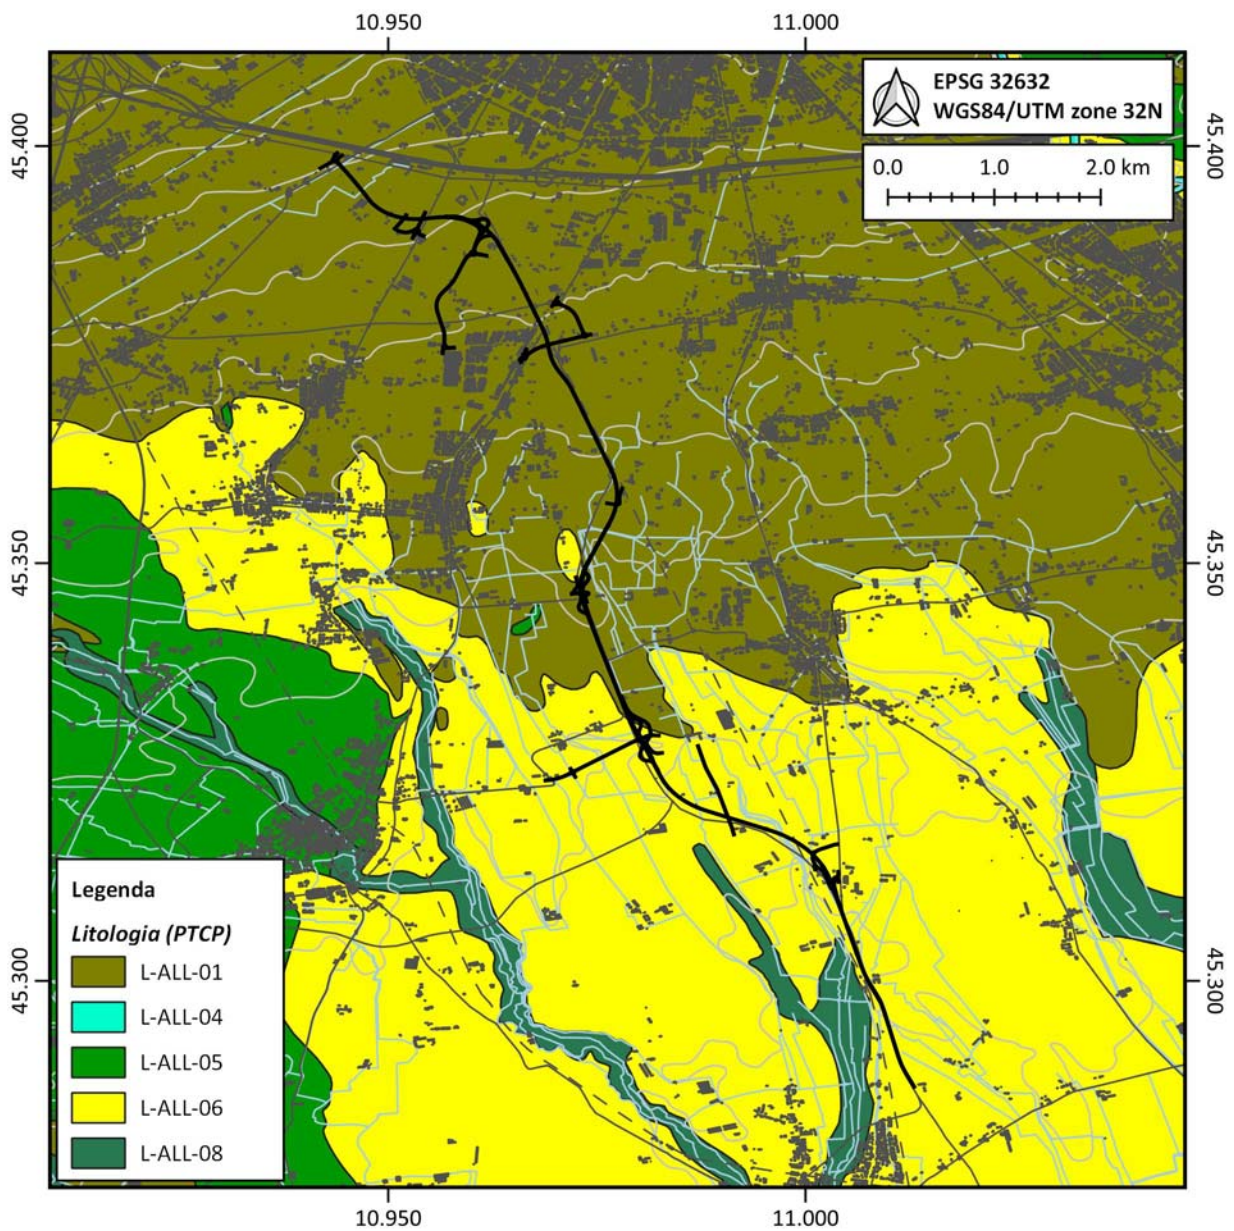 10.950
11.000
EPSG 32632
WGS84/UTM zone 32N
0.0
1.0
2.0 km
45.400
45.400
45.350
45.350
45.300
45.300
Legenda
Litologia (PTCP)
L-ALL-01
L-ALL-04
L-ALL-05
L-ALL-06
L-ALL-08
10.950
11.000